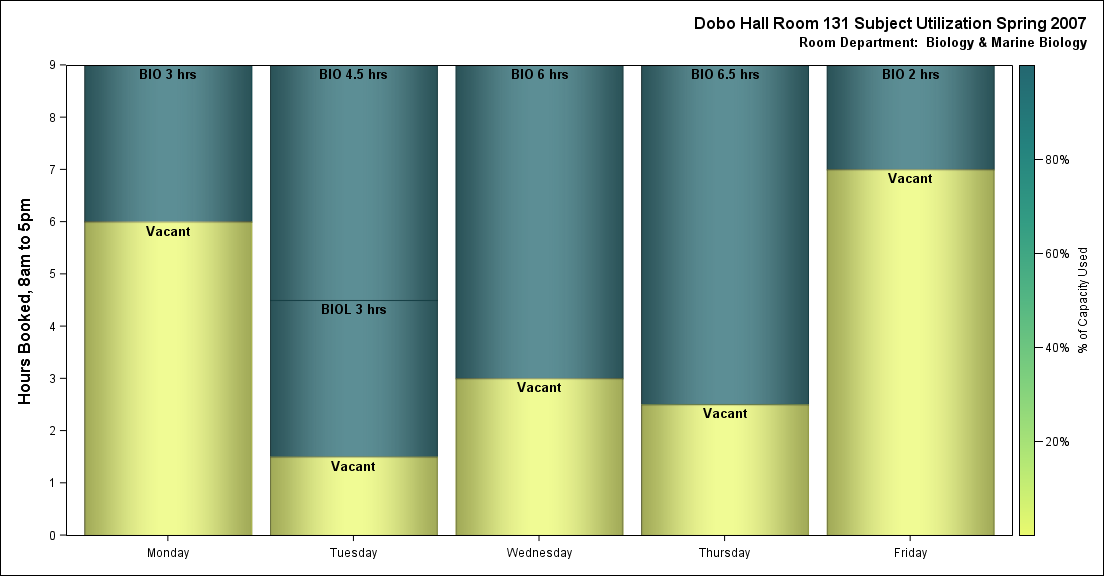 Dobo Hall Room 131 Subject Utilization Spring 2007
Room Department:  Biology & Marine Biology
Hours Booked, 8am to 5pm
9
8
7
6
5
4
3
2
1
0
BIO 3 hrs
Vacant
BIO 4.5 hrs
BIOL 3 hrs
Vacant
BIO 6 hrs
Vacant
BIO 6.5 hrs
Vacant
BIO 2 hrs
Vacant
Monday
Tuesday
Wednesday
Thursday
Friday
80%
60%
40%
20%
% of Capacity Used